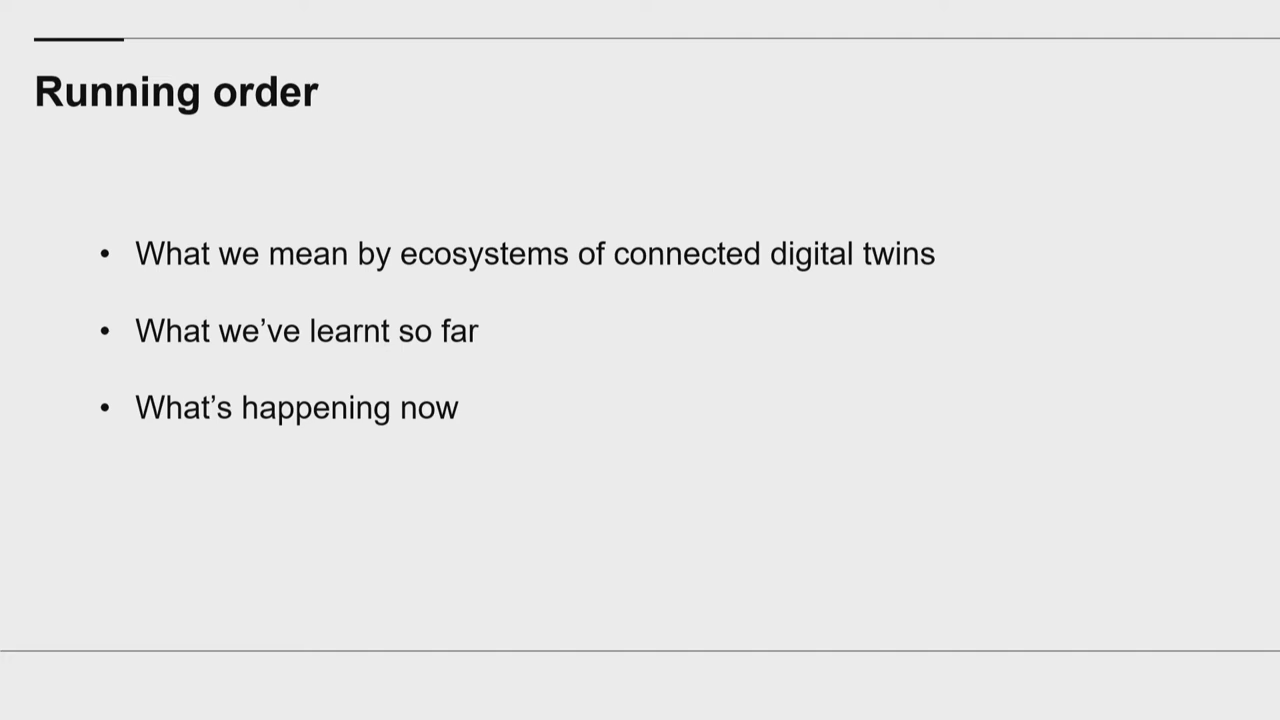 Running order
• What we mean by ecosystems of connected digital twins
• What we’ve learnt so far
• What’s happening now